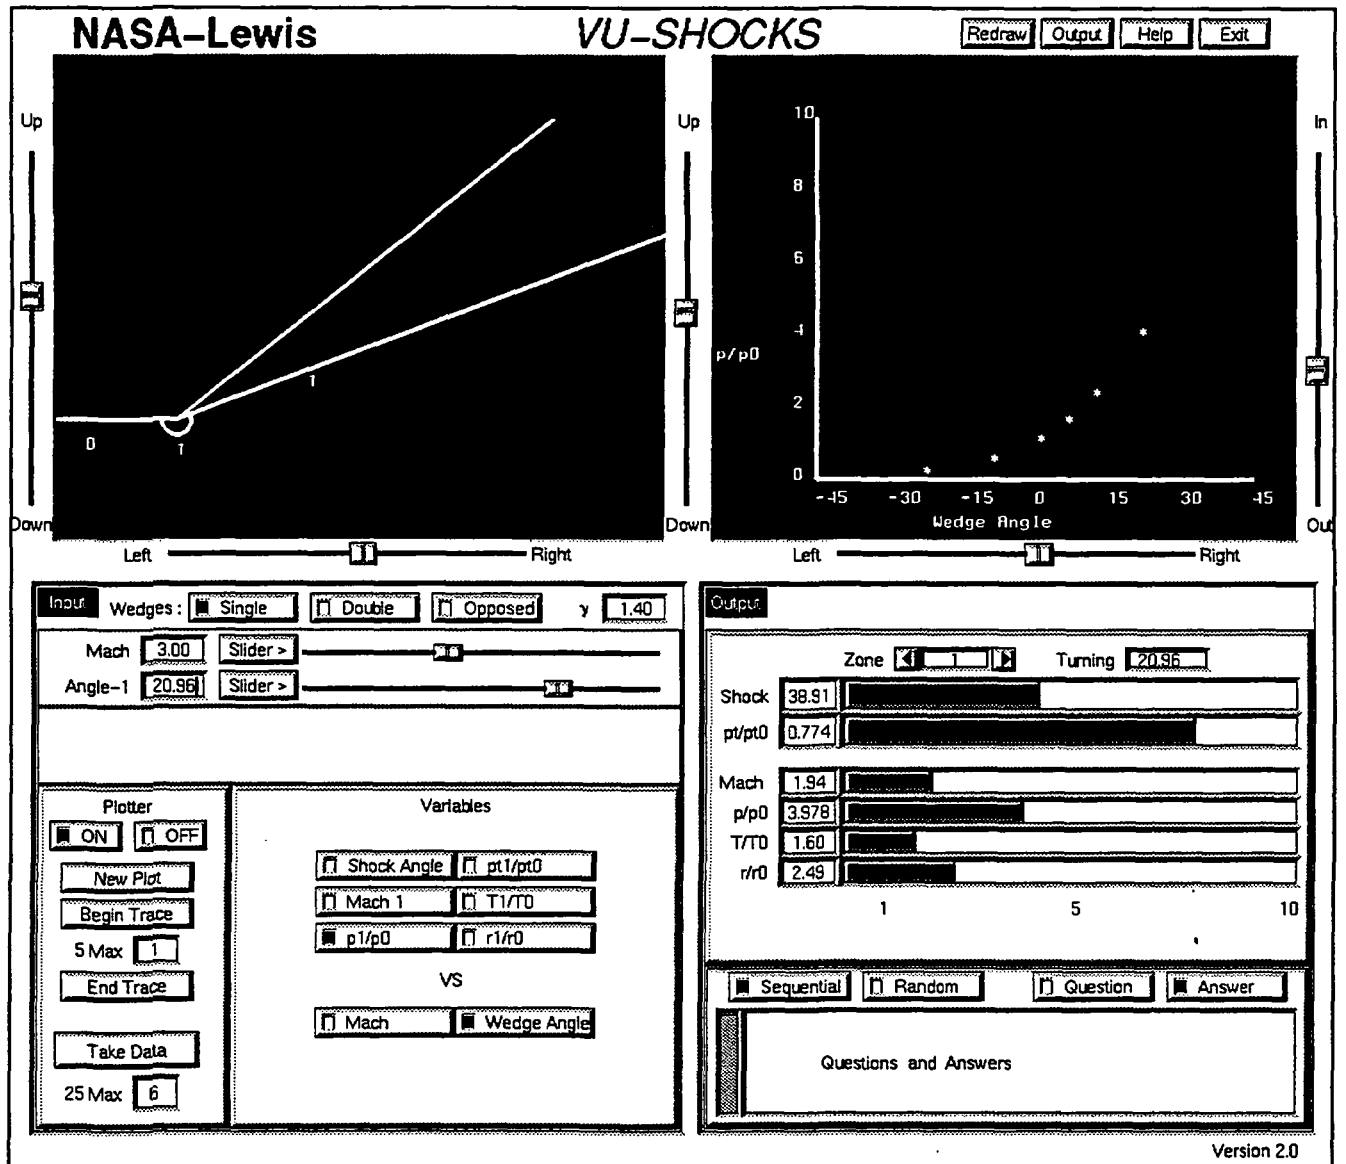 NASA-Lewis VU-SHOCKS Redraw Output Help Exit
Up
Down
Left Right
0
1
1
Up
Down
10
8
6
4
2
0
p/p0
-45 -30 -15 0 15 30 45
Wedge Angle
In
Out
Left Right
Input Wedges: Single Double Opposed γ 1.40
Mach 3.00 Slider >
Angle-1 20.96 Slider >
Plotter
ON OFF
New Plot
Begin Trace
5 Max 1
End Trace
Take Data
25 Max 6
Variables
Shock Angle pt1/pt0
Mach 1 T1/T0
p1/p0 r1/r0
VS
Mach Wedge Angle
Output
Zone 1 Turning 20.96
Shock 38.91
pt/pt0 0.774
Mach 1.94
p/p0 3.978
T/T0 1.60
r/r0 2.49
1 5 10
Sequential Random Question Answer
Questions and Answers
Version 2.0